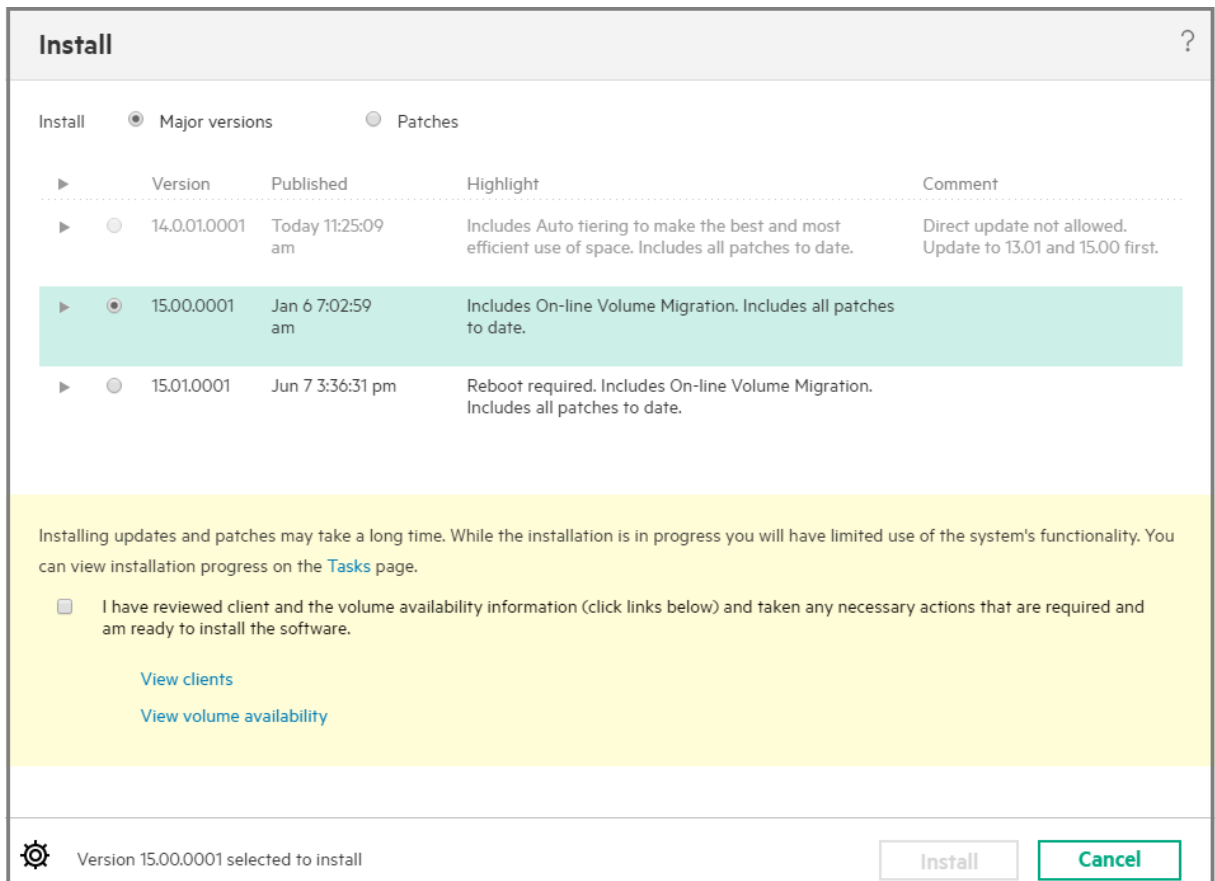 Install
?
Install Major versions Patches
Version Published Highlight Comment
14.0.01.0001 Today 11:25:09 Includes Auto tiering to make the best and most Direct update not allowed.
am efficient use of space. Includes all patches to date. Update to 13.01 and 15.00 first.
15.00.0001 Jan 6 7:02:59 Includes On-line Volume Migration. Includes all patches
am to date.
15.01.0001 Jun 7 3:36:31 pm Reboot required. Includes On-line Volume Migration.
Includes all patches to date.
Installing updates and patches may take a long time. While the installation is in progress you will have limited use of the system's functionality. You
can view installation progress on the Tasks page.
I have reviewed client and the volume availability information (click links below) and taken any necessary actions that are required and
am ready to install the software.
View clients
View volume availability
Version 15.00.0001 selected to install Install Cancel